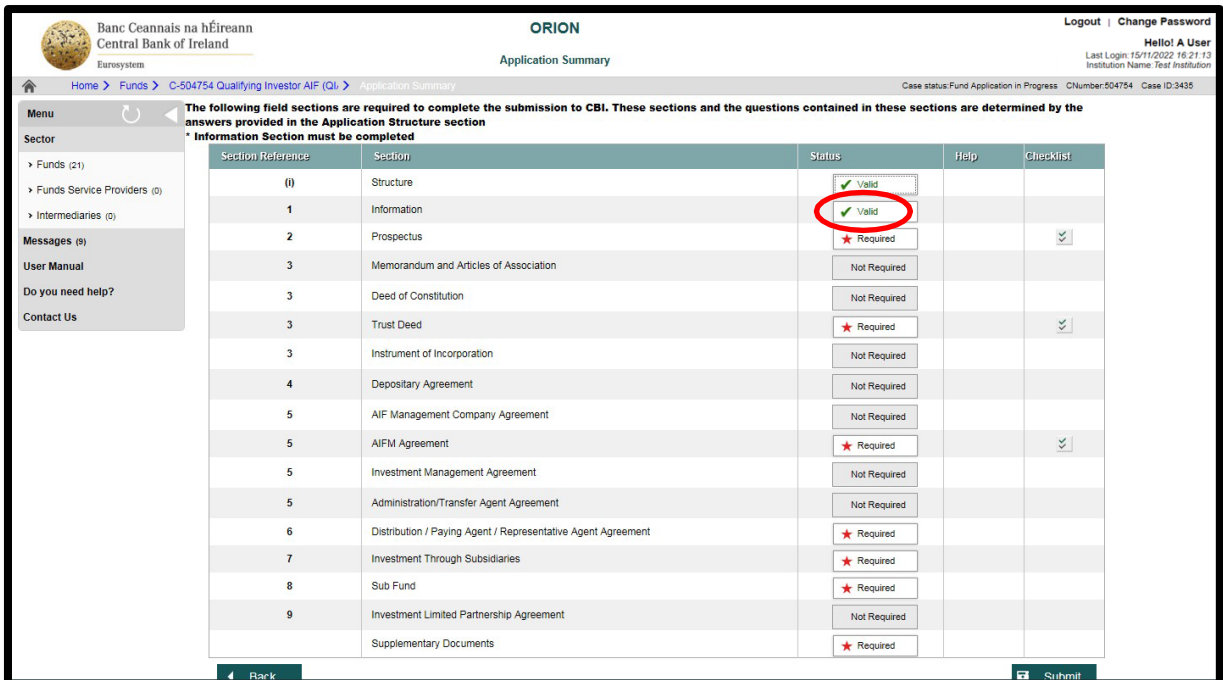 Banc Ceannais na hÉireann
Central Bank of Ireland
Eurosystem
ORION
Application Summary
Logout | Change Password
Hello! A User
Last Login:15/11/2022 16:21:13
Institution Name:Test Institution
Home > Funds > C-504754 Qualifying Investor AIF (QI. > Application Summary
Case status:Fund Application in Progress CNumber:504754 Case ID:3435
Menu
Sector
> Funds (21)
> Funds Service Providers (0)
> Intermediaries (0)
Messages (9)
User Manual
Do you need help?
Contact Us
The following field sections are required to complete the submission to CBI. These sections and the questions contained in these sections are determined by the
answers provided in the Application Structure section
* Information Section must be completed
Section Reference Section Status Help Checklist
(i) Structure Valid
1 Information Valid
2 Prospectus Required
3 Memorandum and Articles of Association Not Required
3 Deed of Constitution Not Required
3 Trust Deed Required
3 Instrument of Incorporation Not Required
4 Depositary Agreement Not Required
5 AIF Management Company Agreement Not Required
5 AIFM Agreement Required
5 Investment Management Agreement Not Required
5 Administration/Transfer Agent Agreement Not Required
6 Distribution / Paying Agent / Representative Agent Agreement Required
7 Investment Through Subsidiaries Required
8 Sub Fund Required
9 Investment Limited Partnership Agreement Not Required
Supplementary Documents Required
Back Submit